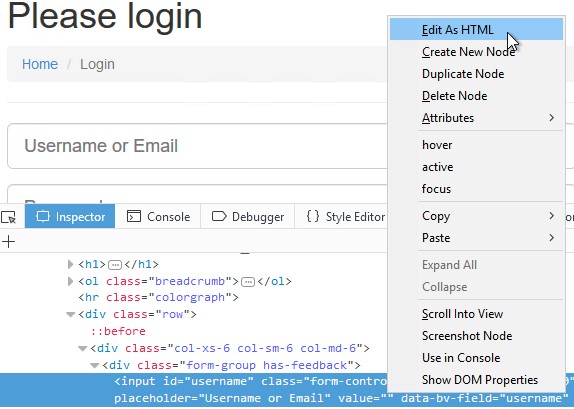 Please login
Home / Login
Username or Email
Edit As HTML
Create New Node
Duplicate Node
Delete Node
Attributes
hover
active
focus
Copy
Paste
Expand All
Collapse
Scroll Into View
Screenshot Node
Use in Console
Show DOM Properties
Inspector Console Debugger { } Style Editor
+
<h1></h1>
<ol class="breadcrumb"></ol>
<hr class="colorgraph">
<div class="row">
::before
<div class="col-xs-6 col-sm-6 col-md-6">
<div class="form-group has-feedback">
<input id="username" class="form-contro
placeholder="Username or Email" value="" data-bv-field="username"